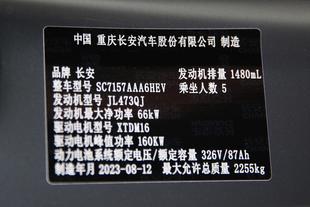 中国 重庆长安汽车股份有限公司 制造
品牌 长安 发动机排量 1480mL
整车型号 SC7157AAA6HEV 乘坐人数 5
发动机型号 JL473QJ
发动机最大净功率 66kW
驱动电机型号 XTDM16
驱动电机峰值功率 160KW
动力电池系统额定电压/额定容量 326V/87Ah
制造年月 2023-08-12 最大允许总质量 2255kg